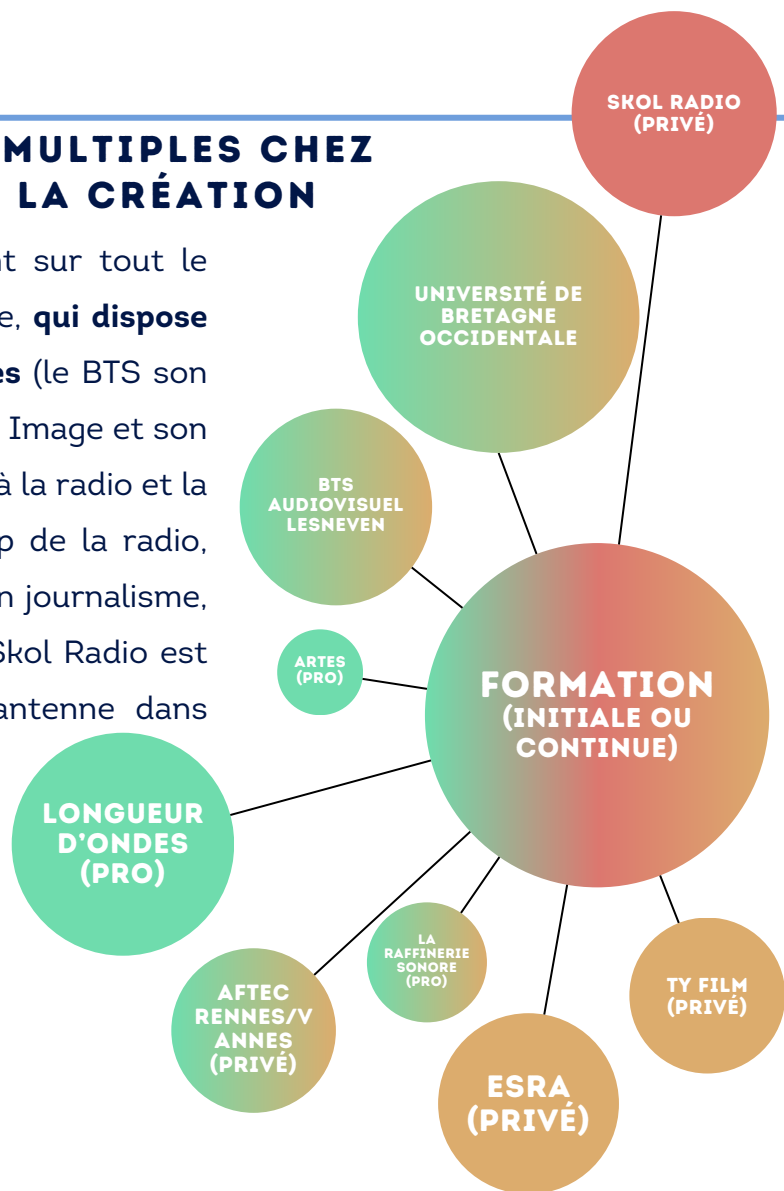 SKOL RADIO
(PRIVÉ)
MULTIPLES CHEZ
LA CRÉATION
sur tout le
qui dispose
(le BTS son
Image et son
à la radio et la
de la radio,
journalisme,
Skol Radio est
antenne dans
UNIVERSITÉ DE
BRETAGNE
OCCIDENTALE
BTS
AUDIOVISUEL
LESNEVEN
ARTES
(PRO)
FORMATION
(INITIALE OU
CONTINUE)
LONGUEUR
D'ONDES
(PRO)
LA
RAFFINERIE
SONORE
(PRO)
AFTEC
RENNES/V
ANNES
(PRIVÉ)
TY FILM
(PRIVÉ)
ESRA
(PRIVÉ)